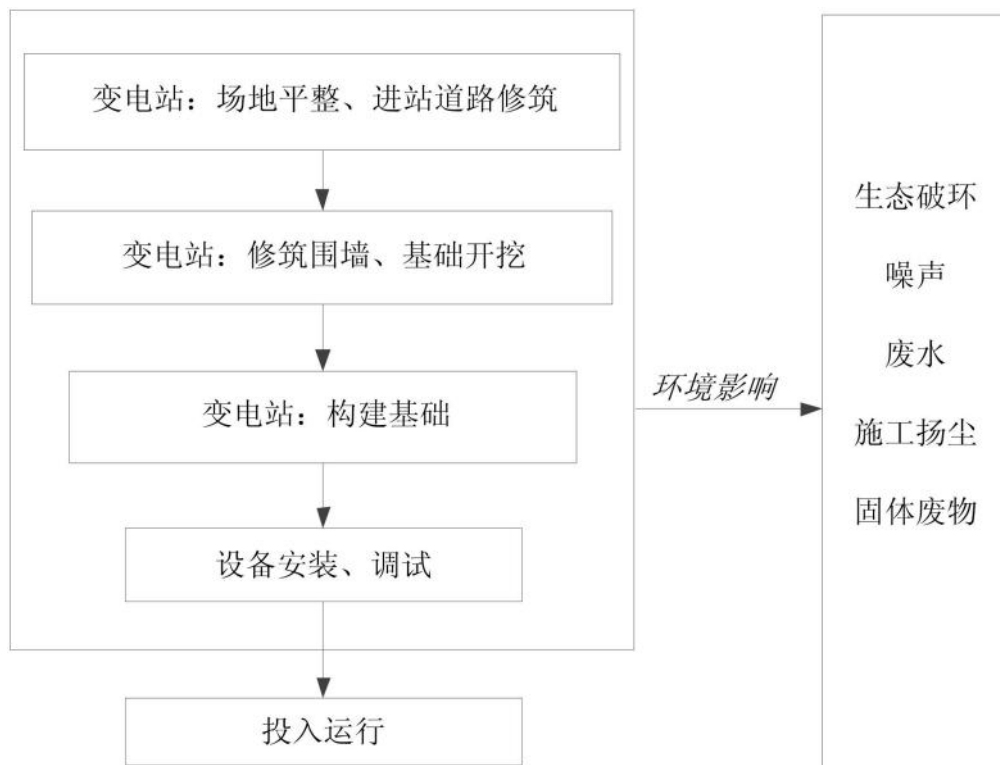 变电站：场地平整、进站道路修筑
变电站：修筑围墙、基础开挖
变电站：构建基础
设备安装、调试
投入运行
环境影响
生态破环
噪声
废水
施工扬尘
固体废物